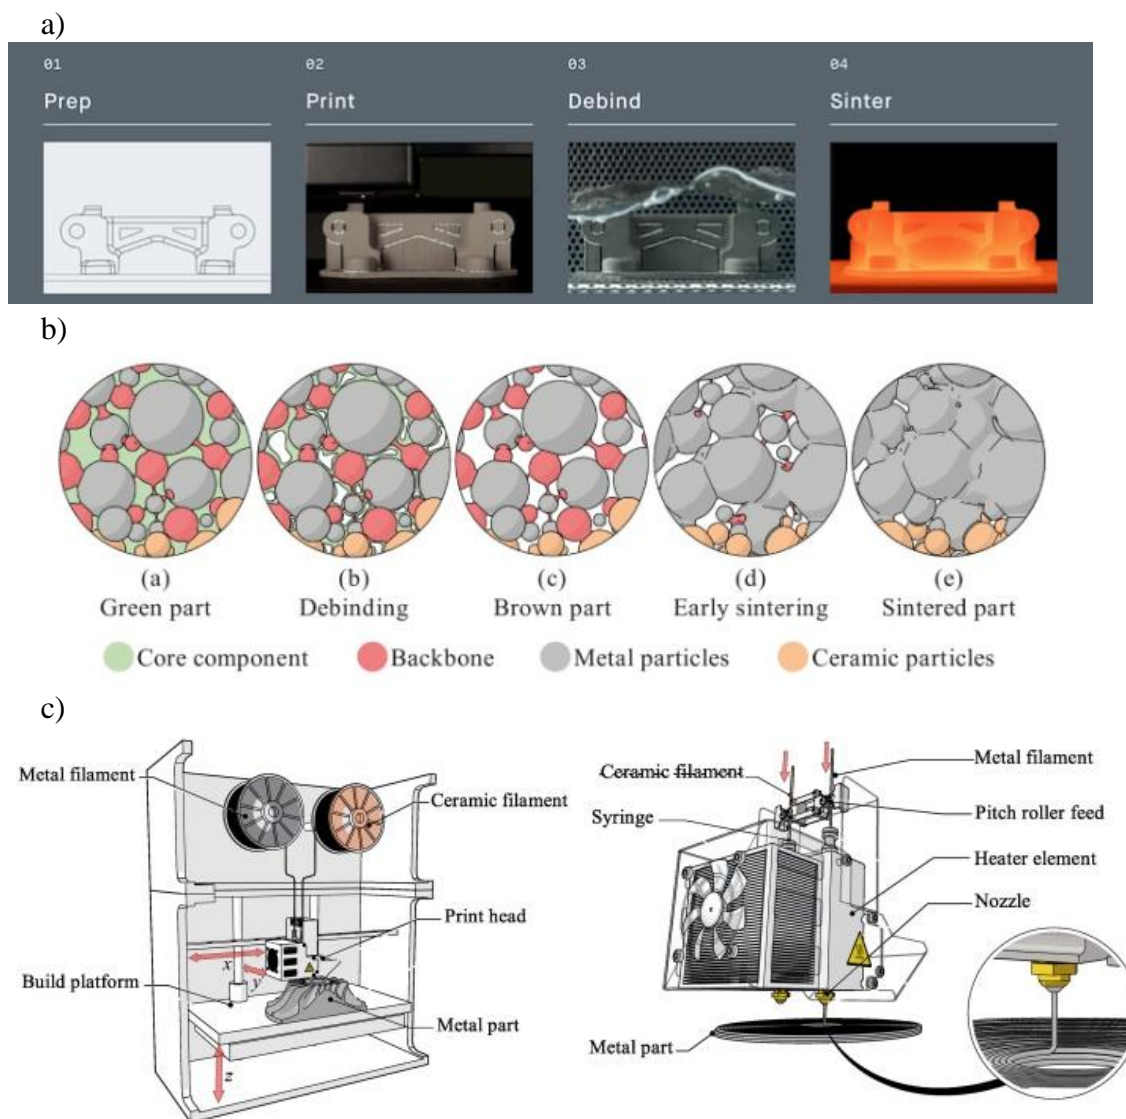 a)
01 02 03 04
Prep Print Debind Sinter
b)
(a) (b) (c) (d) (e)
Green part Debinding Brown part Early sintering Sintered part
Core component Backbone Metal particles Ceramic particles
c)
Metal filament
Ceramic filament
Print head
Build platform
Metal part
x
y
z
Ceramic filament
Metal filament
Syringe
Pitch roller feed
Heater element
Nozzle
Metal part